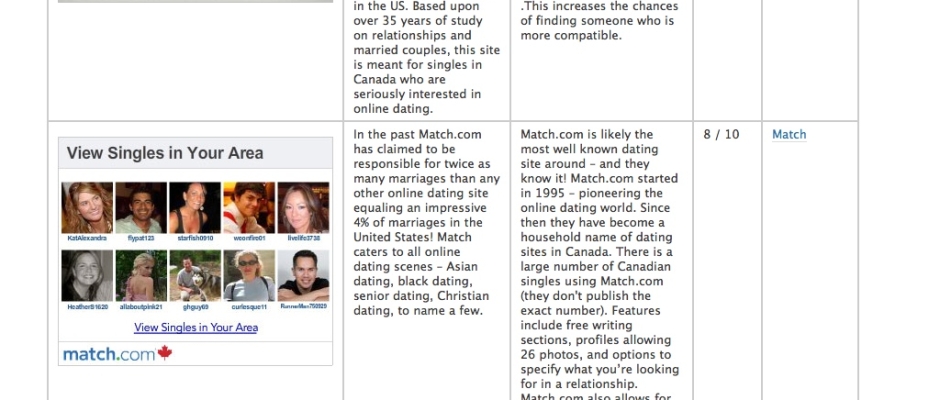 in the US. Based upon
over 35 years of study
on relationships and
married couples, this site
is meant for singles in
Canada who are
seriously interested in
online dating.
.This increases the chances
of finding someone who is
more compatible.
View Singles in Your Area
KatAlexandra flypat123 starfish0910 weonfire01 livelife3738
Heather81620 allaboutpink21 ghguy69 curlesque11 RunnerMan750929
View Singles in Your Area
match.com
In the past Match.com
has claimed to be
responsible for twice as
many marriages than any
other online dating site
equaling an impressive
4% of marriages in the
United States! Match
caters to all online
dating scenes – Asian
dating, black dating,
senior dating, Christian
dating, to name a few.
Match.com is likely the
most well known dating
site around – and they
know it! Match.com started
in 1995 – pioneering the
online dating world. Since
then they have become a
household name of dating
sites in Canada. There is a
large number of Canadian
singles using Match.com
(they don't publish the
exact number). Features
include free writing
sections, profiles allowing
26 photos, and options to
specify what you're looking
for in a relationship.
Match.com also allows for
8 / 10
Match